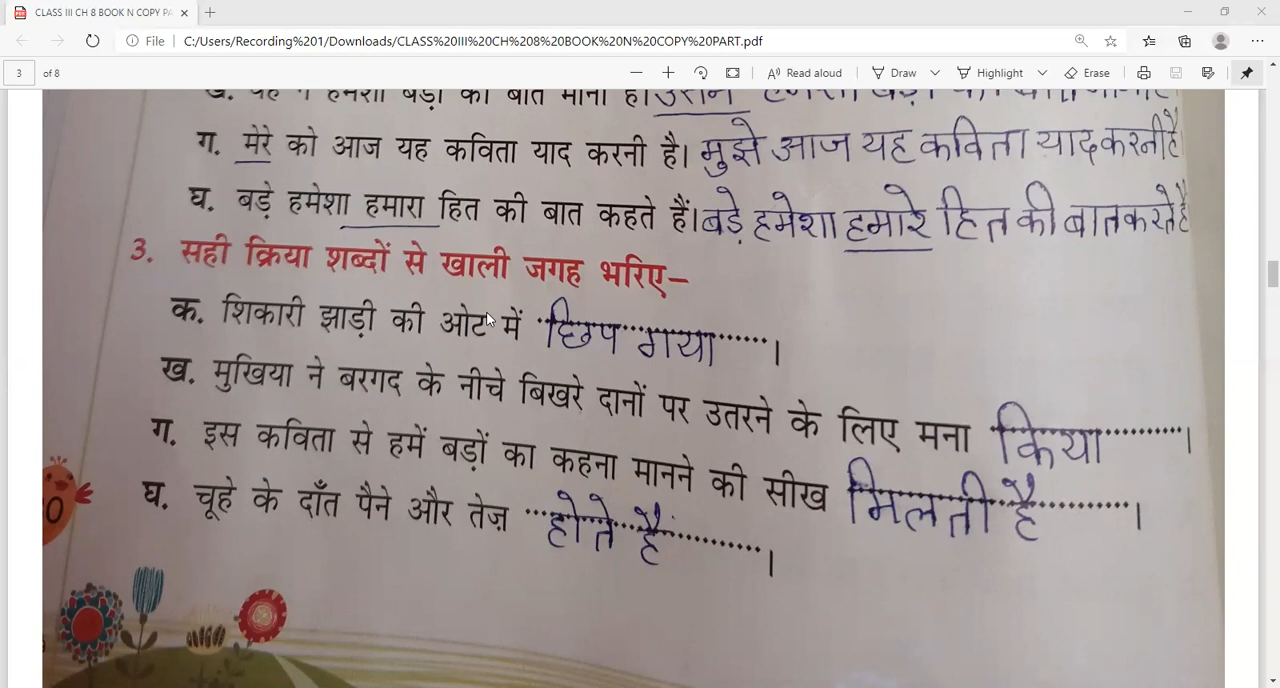 CLASS III CH 8 BOOK N COPY PA
File C:/Users/Recording%201/Downloads/CLASS%20III%20CH%208%20BOOK%20N%20COPY%20PART.pdf
3 of 8 Read aloud Draw Highlight Erase
ग. मेरे को आज यह कविता याद करनी है। मुझे आज यह कविता याद करनी है
घ. बड़े हमेशा हमारा हित की बात कहते हैं। बड़े हमेशा हमारे हित की बात करते है
3. सही क्रिया शब्दों से खाली जगह भरिए–
क. शिकारी झाड़ी की ओट में छिप गया।
ख. मुखिया ने बरगद के नीचे बिखरे दानों पर उतरने के लिए मना किया।
ग. इस कविता से हमें बड़ों का कहना मानने की सीख मिलती है।
घ. चूहे के दाँत पैने और तेज़ होते हैं।